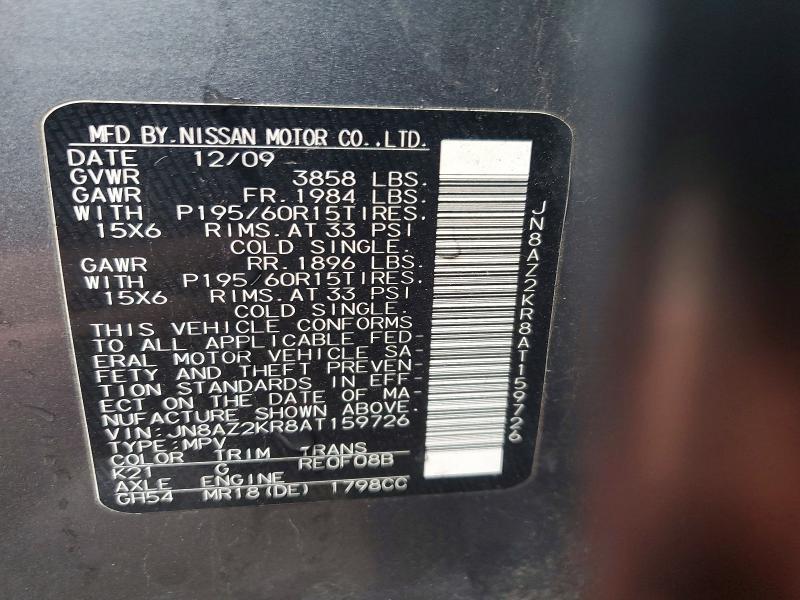 MFD BY.NISSAN MOTOR CO.,LTD.
DATE 12/09
GVWR 3858 LBS.
GAWR FR. 1984 LBS.
WITH P195/60R15TIRES.
15X6 RIMS.AT 33 PSI
COLD SINGLE.
GAWR RR. 1896 LBS.
WITH P195/60R15TIRES.
15X6 RIMS.AT 33 PSI
COLD SINGLE.
THIS VEHICLE CONFORMS
TO ALL APPLICABLE FED-
ERAL MOTOR VEHICLE SA-
FETY AND THEFT PREVEN-
TION STANDARDS IN EFF-
ECT ON THE DATE OF MA-
NUFACTURE SHOWN ABOVE.
VIN:JN8AZ2KR8AT159726
TYPE:MPV
COLOR TRIM TRANS
K21 G RE0F08B
AXLE ENGINE
GH54 MR18(DE) 1798CC
JN8AZ2KR8AT159726